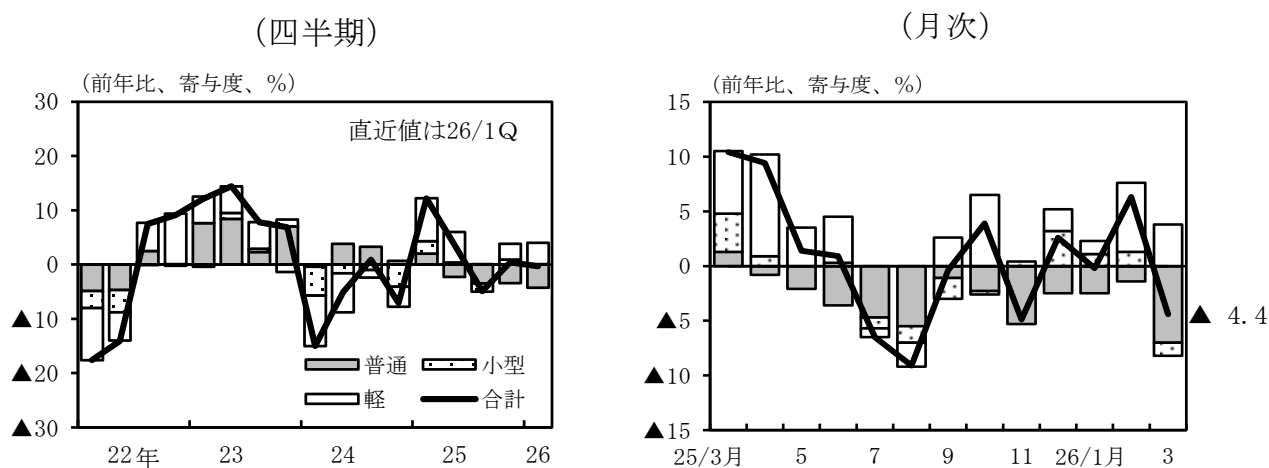 (四半期)
(前年比、寄与度、%)
30
20
10
0
▲10
▲20
▲30
直近値は26/1Q
普通
小型
軽
合計
22年
23
24
25
26
(月次)
(前年比、寄与度、%)
15
10
5
0
▲5
▲10
▲15
▲ 4.4
25/3月
5
7
9
11
26/1月
3